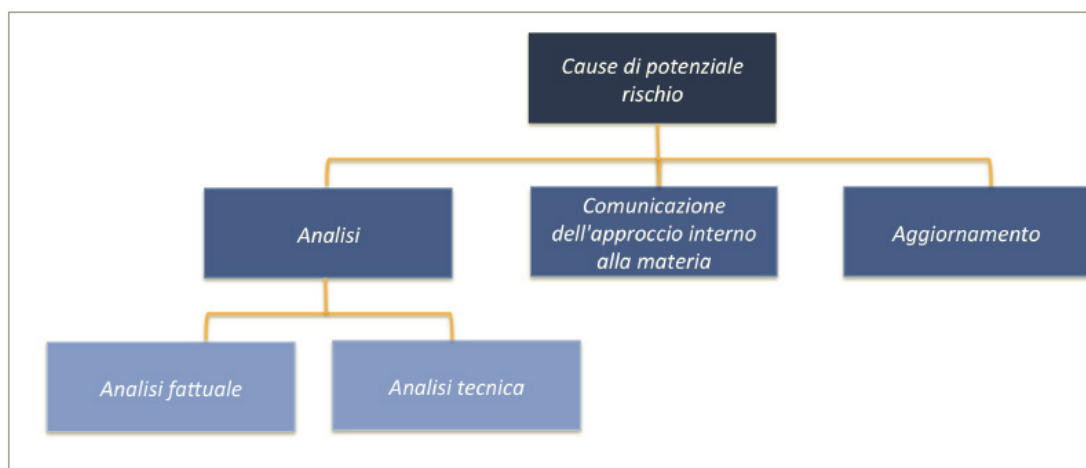 Cause di potenziale
rischio
Analisi
Comunicazione
dell'approccio interno
alla materia
Aggiornamento
Analisi fattuale
Analisi tecnica